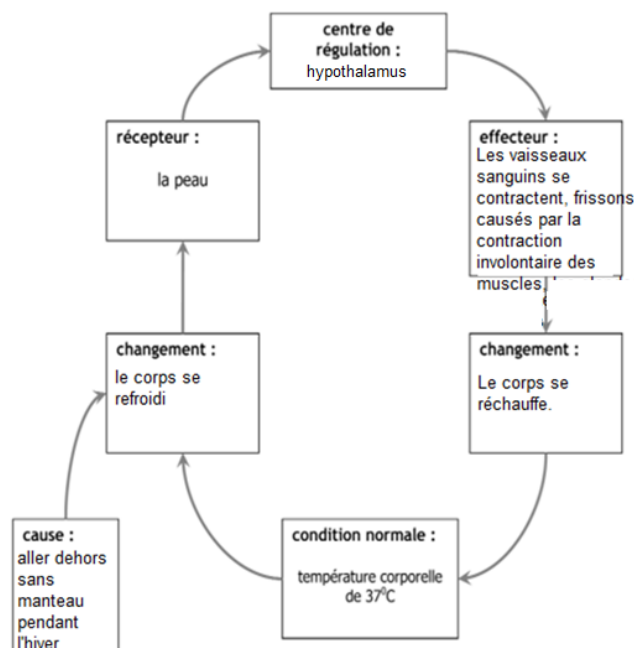 centre de
régulation :
hypothalamus
récepteur :
la peau
effecteur :
Les vaisseaux
sanguins se
contractent, frissons
causés par la
contraction
involontaire des
muscles,
changement :
le corps se
refroidi
changement :
Le corps se
réchauffe.
cause :
aller dehors
sans
manteau
pendant
l'hiver
condition normale :
température corporelle
de 37⁰C